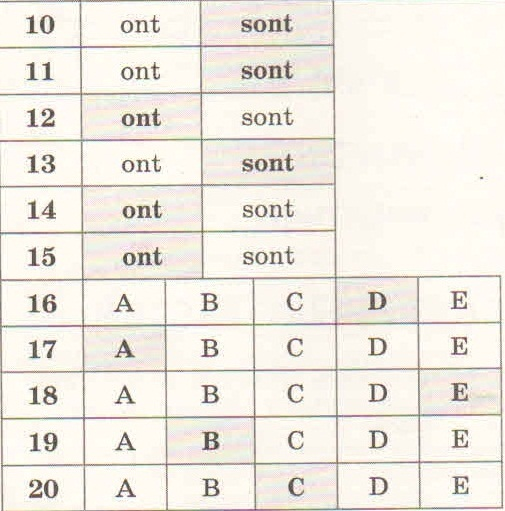 10 ont sont
11 ont sont
12 ont sont
13 ont sont
14 ont sont
15 ont sont
16 A B C D E
17 A B C D E
18 A B C D E
19 A B C D E
20 A B C D E